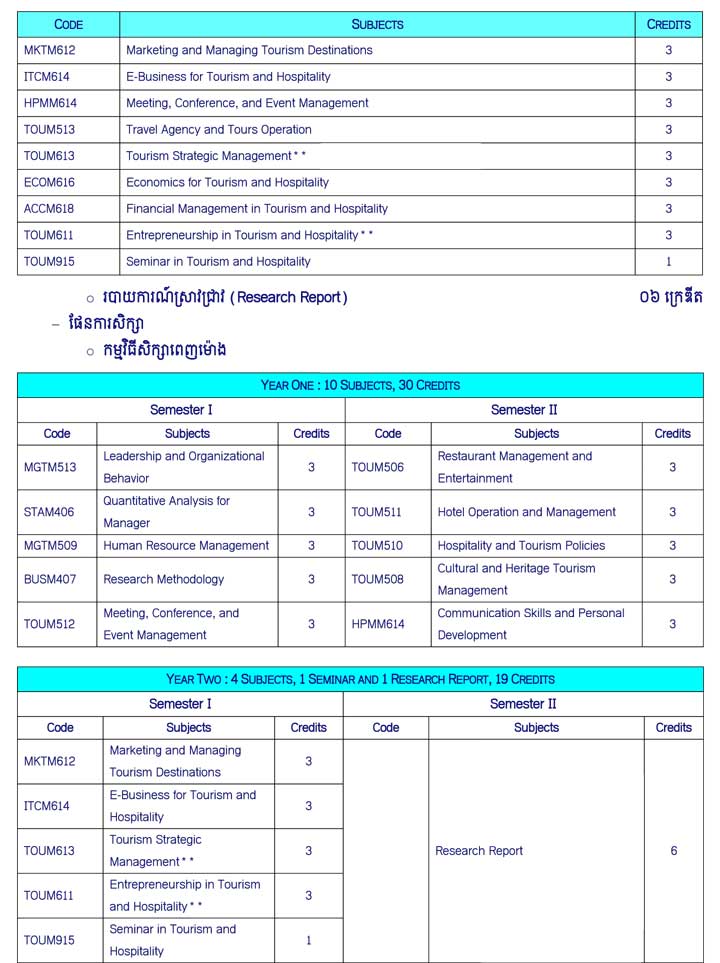 CODE SUBJECTS CREDITS
MKTM612 Marketing and Managing Tourism Destinations 3
ITCM614 E-Business for Tourism and Hospitality 3
HPMM614 Meeting, Conference, and Event Management 3
TOUM513 Travel Agency and Tours Operation 3
TOUM613 Tourism Strategic Management** 3
ECOM616 Economics for Tourism and Hospitality 3
ACCM618 Financial Management in Tourism and Hospitality 3
TOUM611 Entrepreneurship in Tourism and Hospitality** 3
TOUM915 Seminar in Tourism and Hospitality 1
○ របាយការណ៍ស្រាវជ្រាវ (Research Report) ០៦ ក្រេឌីត
– ផែនការសិក្សា
○ កម្មវិធីសិក្សាពេញម៉ោង
YEAR ONE : 10 SUBJECTS, 30 CREDITS
Semester I Semester II
Code Subjects Credits Code Subjects Credits
MGTM513 Leadership and Organizational Behavior 3 TOUM506 Restaurant Management and Entertainment 3
STAM406 Quantitative Analysis for Manager 3 TOUM511 Hotel Operation and Management 3
MGTM509 Human Resource Management 3 TOUM510 Hospitality and Tourism Policies 3
BUSM407 Research Methodology 3 TOUM508 Cultural and Heritage Tourism Management 3
TOUM512 Meeting, Conference, and Event Management 3 HPMM614 Communication Skills and Personal Development 3
YEAR TWO : 4 SUBJECTS, 1 SEMINAR AND 1 RESEARCH REPORT, 19 CREDITS
Semester I Semester II
Code Subjects Credits Code Subjects Credits
MKTM612 Marketing and Managing Tourism Destinations 3
ITCM614 E-Business for Tourism and Hospitality 3
TOUM613 Tourism Strategic Management** 3 Research Report 6
TOUM611 Entrepreneurship in Tourism and Hospitality** 3
TOUM915 Seminar in Tourism and Hospitality 1